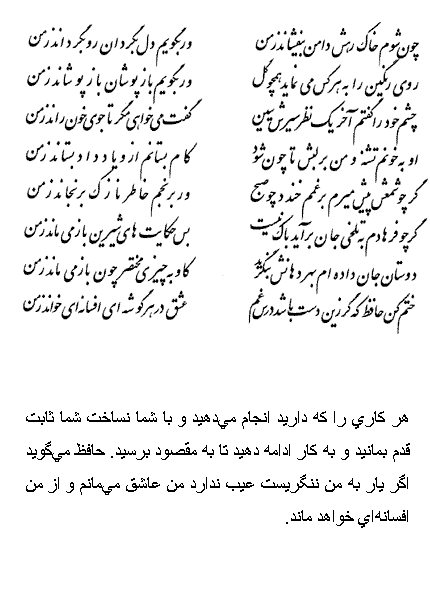 چون شوم خاک رهش دامن بیفشاند ز من ور بگویم دل بگردان رو بگرداند ز من
روی رنگین را به هر کس می نماید همچو گل ور بگویم باز پوشان باز پوشاند ز من
چشم خود را گفتم آخر یک نظر سیرش ببین گفت می خواهی مگر تا جوی خون راند ز من
او به خونم تشنه و من بر لبش تا چون شود کام بستانم از او یا داد بستاند ز من
گر چو شمعش پیش میرم بر غمم خندد چو صبح ور برنجم خاطر نازک برنجاند ز من
گر چو فرهادم به تلخی جان برآید باک نیست بس حکایت های شیرین باز می ماند ز من
دوستان جان داده ام بهر دهانش بنگرید کاو به چیزی مختصر چون باز می ماند ز من
ختم کن حافظ که گر زین دست باشد درس غم عشق در هر گوشه ای افسانه ای خواند ز من
هر کاري را که داريد انجام مي‌دهيد و با شما نساخت شما ثابت
قدم بمانيد و به کار ادامه دهيد تا به مقصود برسيد. حافظ مي‌گويد
اگر يار به من ننگريست عيب ندارد من عاشق مي‌مانم و از من
افسانه‌اي خواهد ماند.